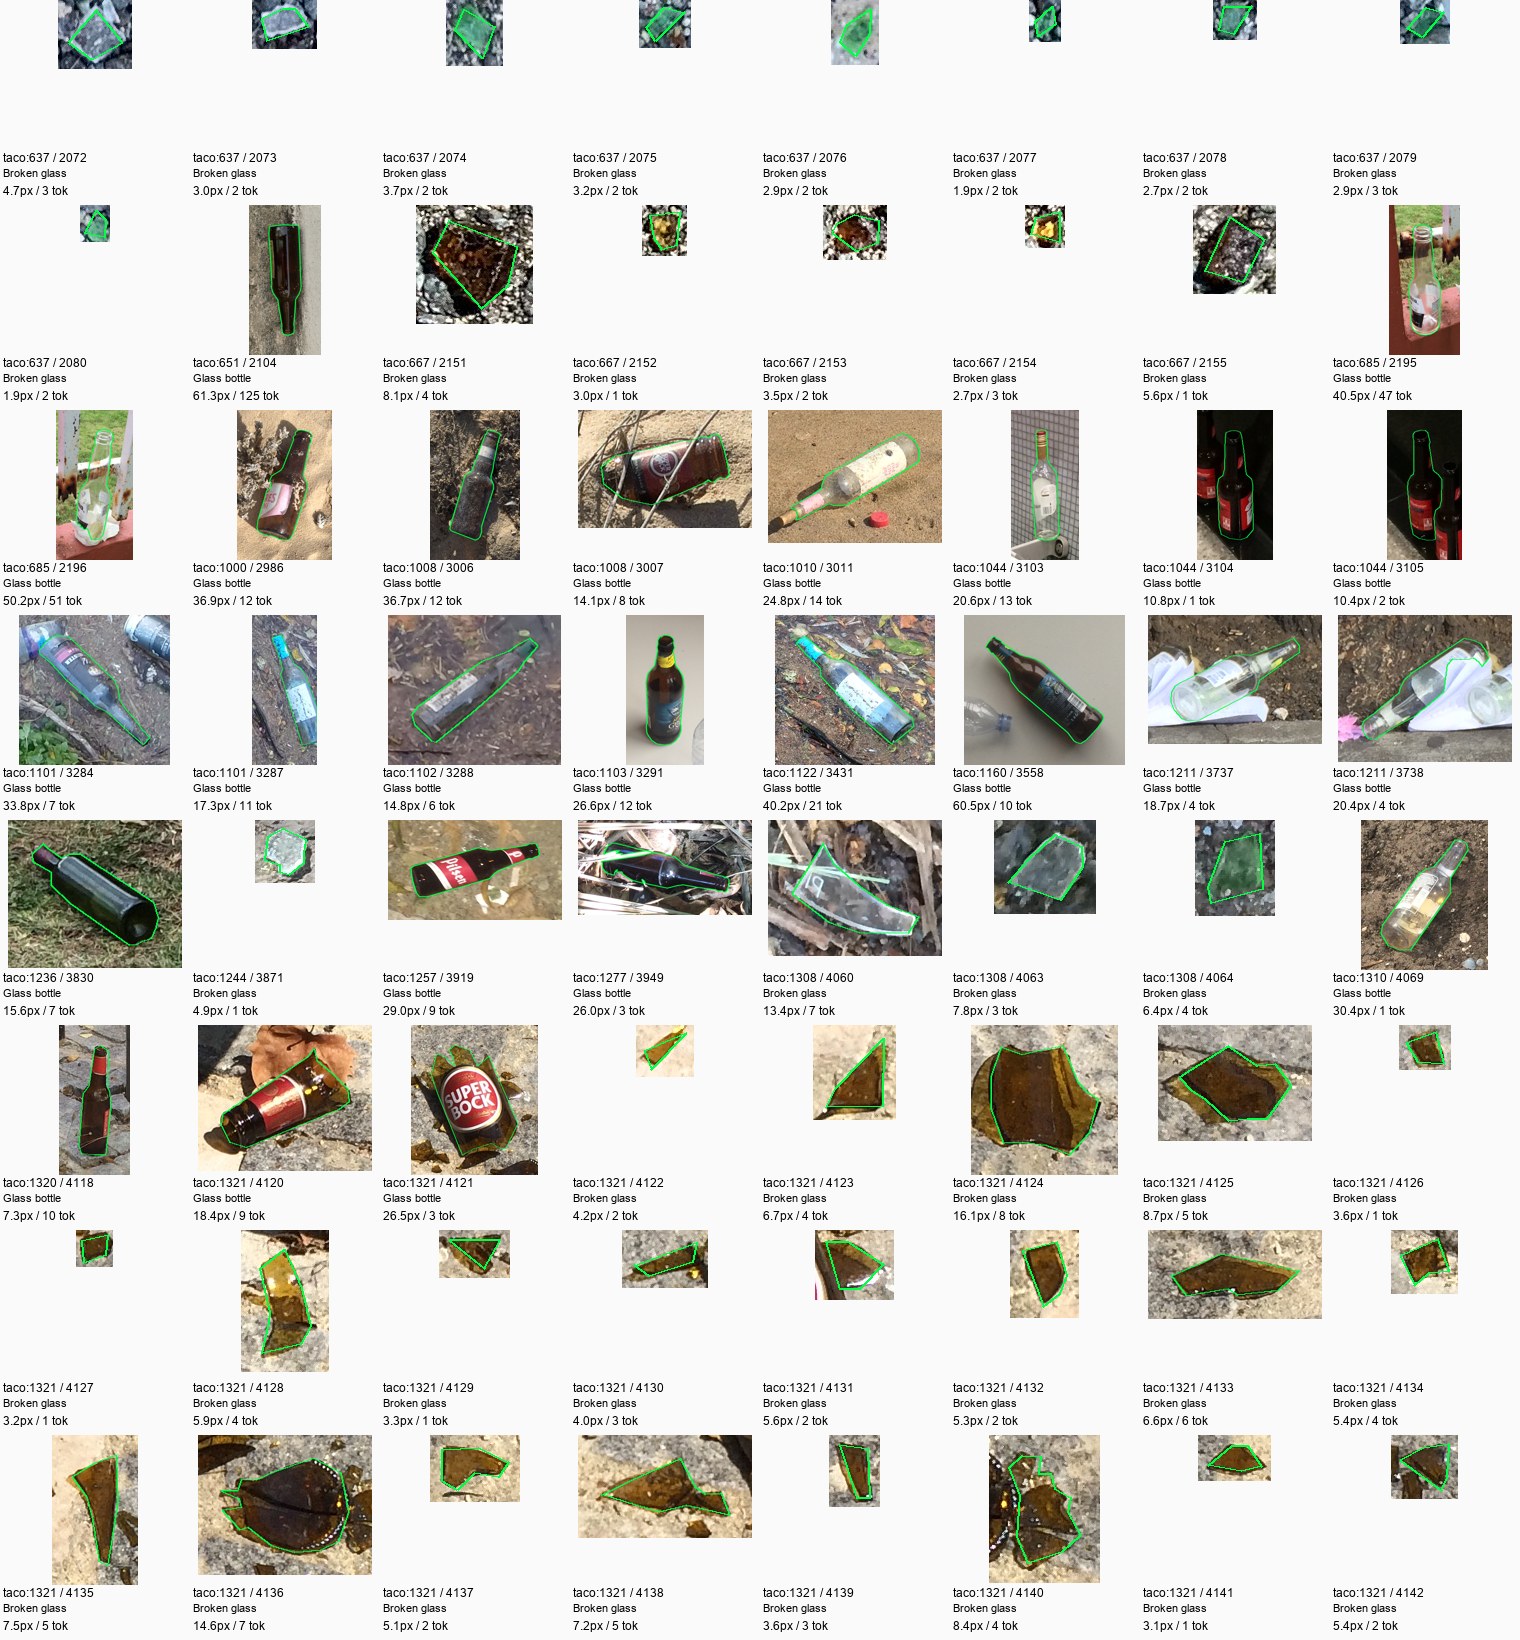 taco:637 / 2072 taco:637 / 2073 taco:637 / 2074 taco:637 / 2075 taco:637 / 2076 taco:637 / 2077 taco:637 / 2078 taco:637 / 2079
Broken glass Broken glass Broken glass Broken glass Broken glass Broken glass Broken glass Broken glass
4.7px / 3 tok 3.0px / 2 tok 3.7px / 2 tok 3.2px / 2 tok 2.9px / 2 tok 1.9px / 2 tok 2.7px / 2 tok 2.9px / 3 tok
taco:637 / 2080 taco:651 / 2104 taco:667 / 2151 taco:667 / 2152 taco:667 / 2153 taco:667 / 2154 taco:667 / 2155 taco:685 / 2195
Broken glass Glass bottle Broken glass Broken glass Broken glass Broken glass Broken glass Glass bottle
1.9px / 2 tok 61.3px / 125 tok 8.1px / 4 tok 3.0px / 1 tok 3.5px / 2 tok 2.7px / 3 tok 5.6px / 1 tok 40.5px / 47 tok
taco:685 / 2196 taco:1000 / 2986 taco:1008 / 3006 taco:1008 / 3007 taco:1010 / 3011 taco:1044 / 3103 taco:1044 / 3104 taco:1044 / 3105
Glass bottle Glass bottle Glass bottle Glass bottle Glass bottle Glass bottle Glass bottle Glass bottle
50.2px / 51 tok 36.9px / 12 tok 36.7px / 12 tok 14.1px / 8 tok 24.8px / 14 tok 20.6px / 13 tok 10.8px / 1 tok 10.4px / 2 tok
taco:1101 / 3284 taco:1101 / 3287 taco:1102 / 3288 taco:1103 / 3291 taco:1122 / 3431 taco:1160 / 3558 taco:1211 / 3737 taco:1211 / 3738
Glass bottle Glass bottle Glass bottle Glass bottle Glass bottle Glass bottle Glass bottle Glass bottle
33.8px / 7 tok 17.3px / 11 tok 14.8px / 6 tok 26.6px / 12 tok 40.2px / 21 tok 60.5px / 10 tok 18.7px / 4 tok 20.4px / 4 tok
Pilsen
taco:1236 / 3830 taco:1244 / 3871 taco:1257 / 3919 taco:1277 / 3949 taco:1308 / 4060 taco:1308 / 4063 taco:1308 / 4064 taco:1310 / 4069
Glass bottle Broken glass Glass bottle Glass bottle Broken glass Broken glass Broken glass Glass bottle
15.6px / 7 tok 4.9px / 1 tok 29.0px / 9 tok 26.0px / 3 tok 13.4px / 7 tok 7.8px / 3 tok 6.4px / 4 tok 30.4px / 1 tok
SUPER
BOCK
taco:1320 / 4118 taco:1321 / 4120 taco:1321 / 4121 taco:1321 / 4122 taco:1321 / 4123 taco:1321 / 4124 taco:1321 / 4125 taco:1321 / 4126
Glass bottle Glass bottle Glass bottle Broken glass Broken glass Broken glass Broken glass Broken glass
7.3px / 10 tok 18.4px / 9 tok 26.5px / 3 tok 4.2px / 2 tok 6.7px / 4 tok 16.1px / 8 tok 8.7px / 5 tok 3.6px / 1 tok
taco:1321 / 4127 taco:1321 / 4128 taco:1321 / 4129 taco:1321 / 4130 taco:1321 / 4131 taco:1321 / 4132 taco:1321 / 4133 taco:1321 / 4134
Broken glass Broken glass Broken glass Broken glass Broken glass Broken glass Broken glass Broken glass
3.2px / 1 tok 5.9px / 4 tok 3.3px / 1 tok 4.0px / 3 tok 5.6px / 2 tok 5.3px / 2 tok 6.6px / 6 tok 5.4px / 4 tok
taco:1321 / 4135 taco:1321 / 4136 taco:1321 / 4137 taco:1321 / 4138 taco:1321 / 4139 taco:1321 / 4140 taco:1321 / 4141 taco:1321 / 4142
Broken glass Broken glass Broken glass Broken glass Broken glass Broken glass Broken glass Broken glass
7.5px / 5 tok 14.6px / 7 tok 5.1px / 2 tok 7.2px / 5 tok 3.6px / 3 tok 8.4px / 4 tok 3.1px / 1 tok 5.4px / 2 tok